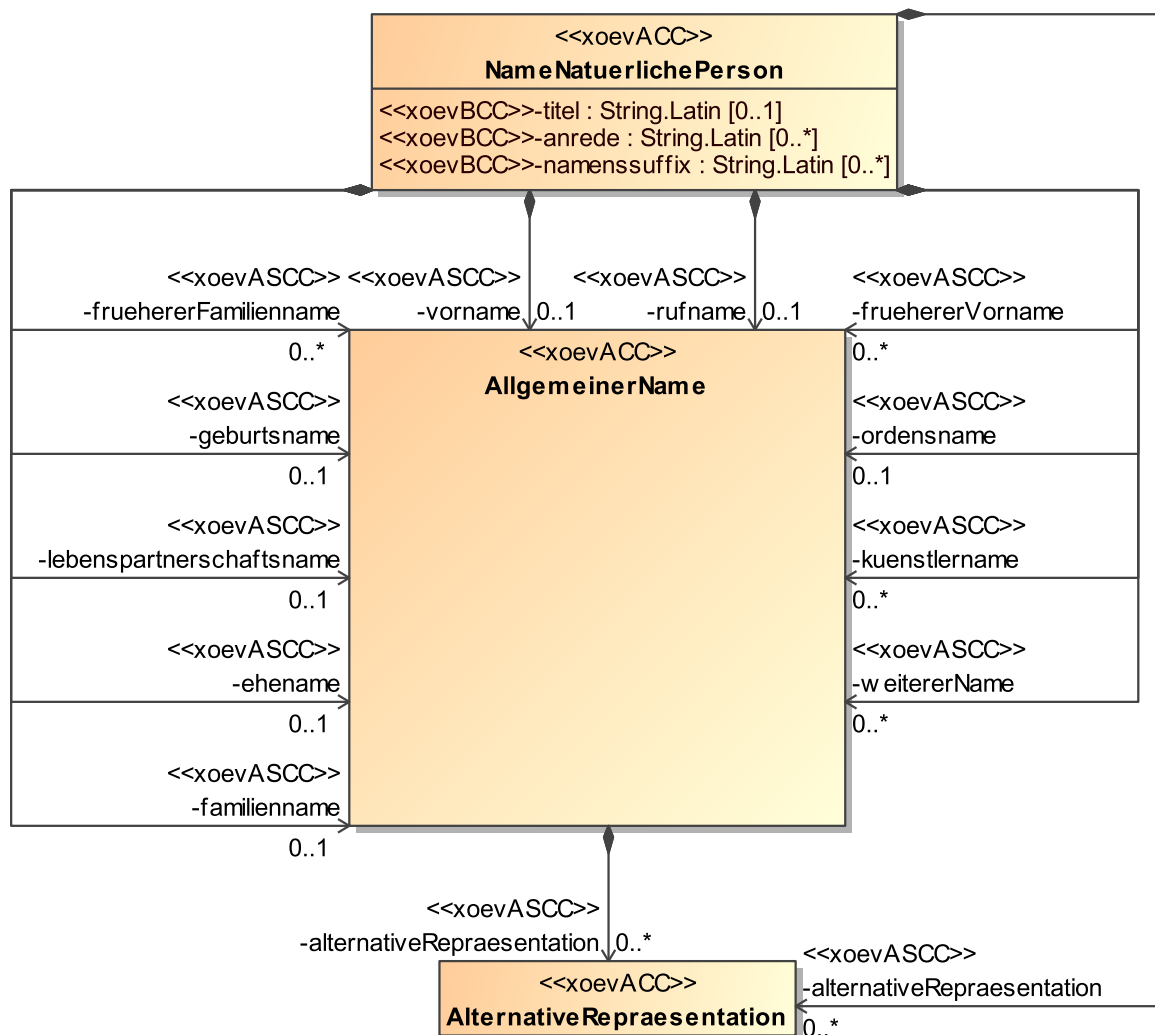 <<xoevACC>>
NameNatuerlichePerson
<<xoevBCC>>-titel : String.Latin [0..1]
<<xoevBCC>>-anrede : String.Latin [0..*]
<<xoevBCC>>-namenssuffix : String.Latin [0..*]
<<xoevASCC>>
-fruehererFamilienname
0..*
<<xoevASCC>>
-vorname
0..1
<<xoevASCC>>
-rufname
0..1
<<xoevASCC>>
-fruehererVorname
0..*
<<xoevACC>>
AllgemeinerName
<<xoevASCC>>
-geburtsname
0..1
<<xoevASCC>>
-ordensname
0..1
<<xoevASCC>>
-lebenspartnerschaftsname
0..1
<<xoevASCC>>
-kuenstlername
0..*
<<xoevASCC>>
-ehename
0..1
<<xoevASCC>>
-weitererName
0..*
<<xoevASCC>>
-familienname
0..1
<<xoevASCC>>
-alternativeRepraesentation
0..*
<<xoevASCC>>
-alternativeRepraesentation
0..*
<<xoevACC>>
AlternativeRepraesentation